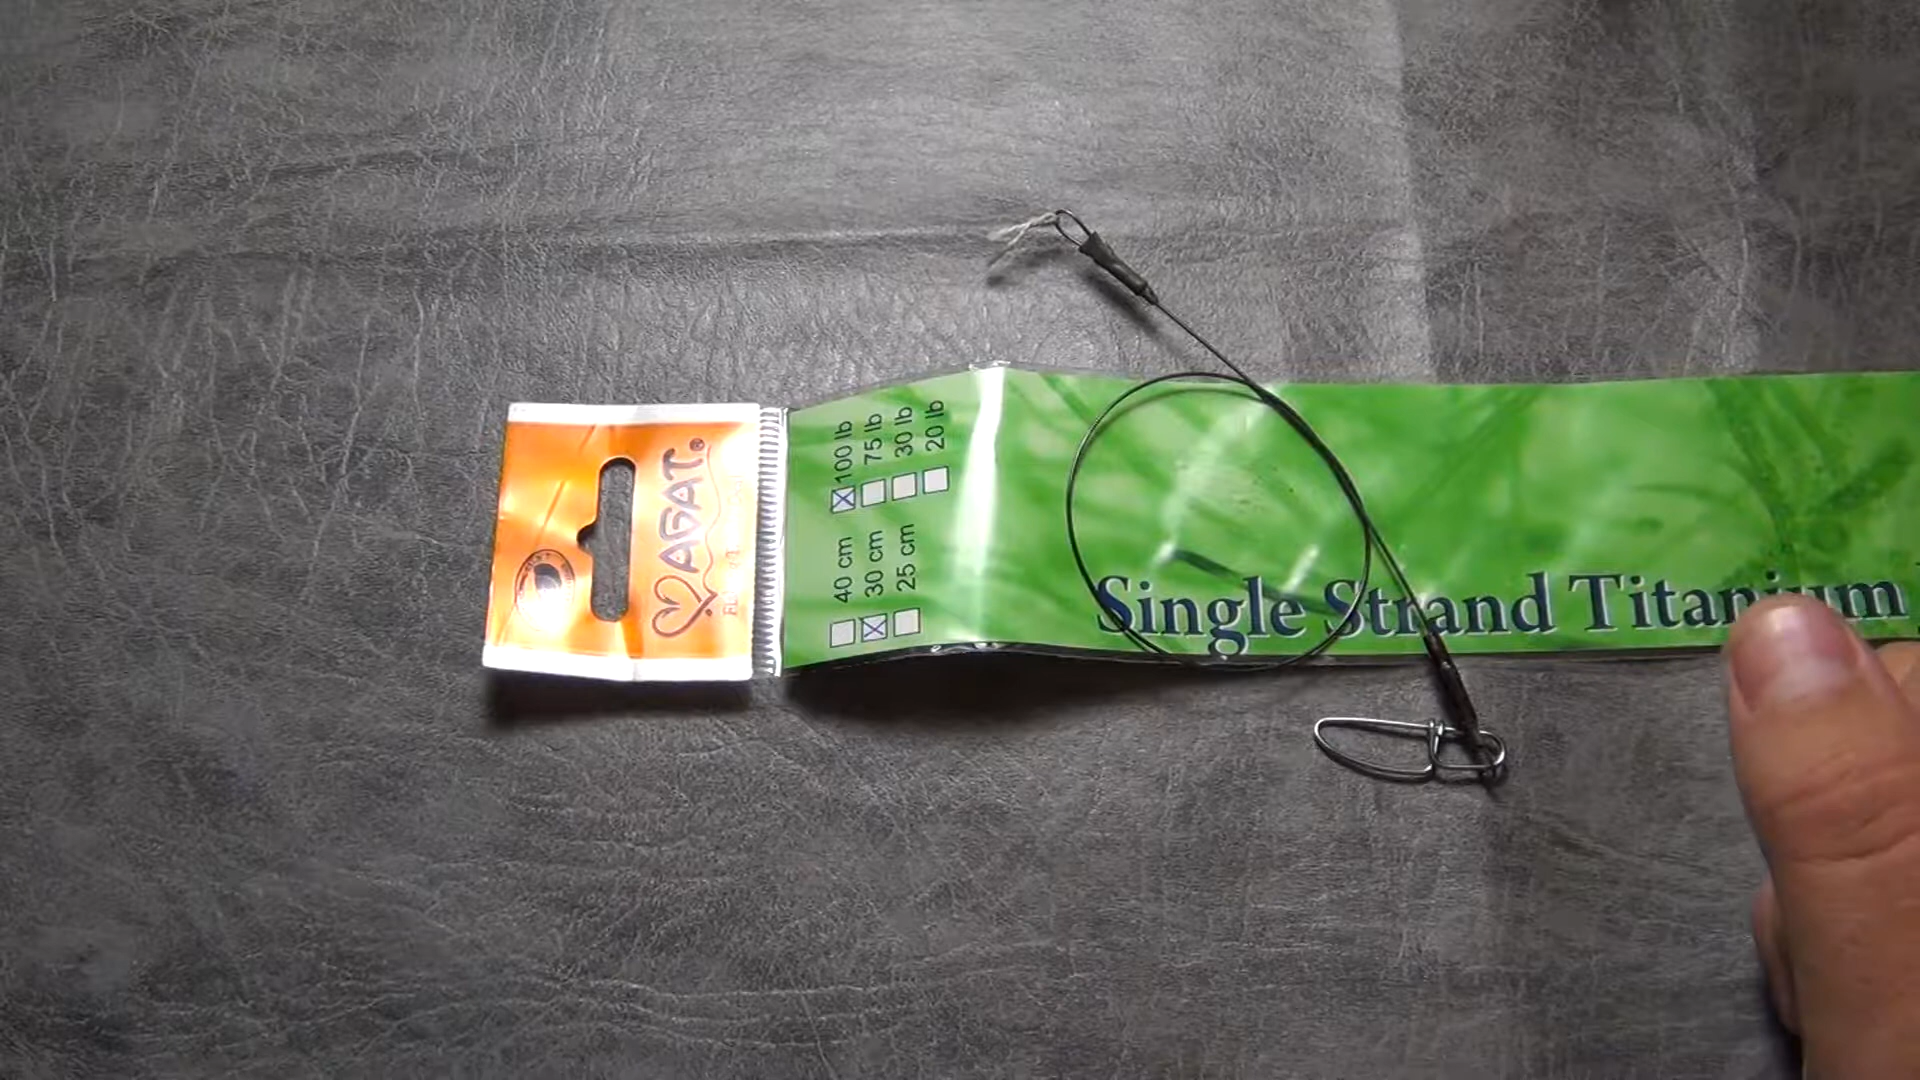 АГАТ®
100 lb
75 lb
30 lb
20 lb
40 cm
30 cm
25 cm
Single Strand Titanium